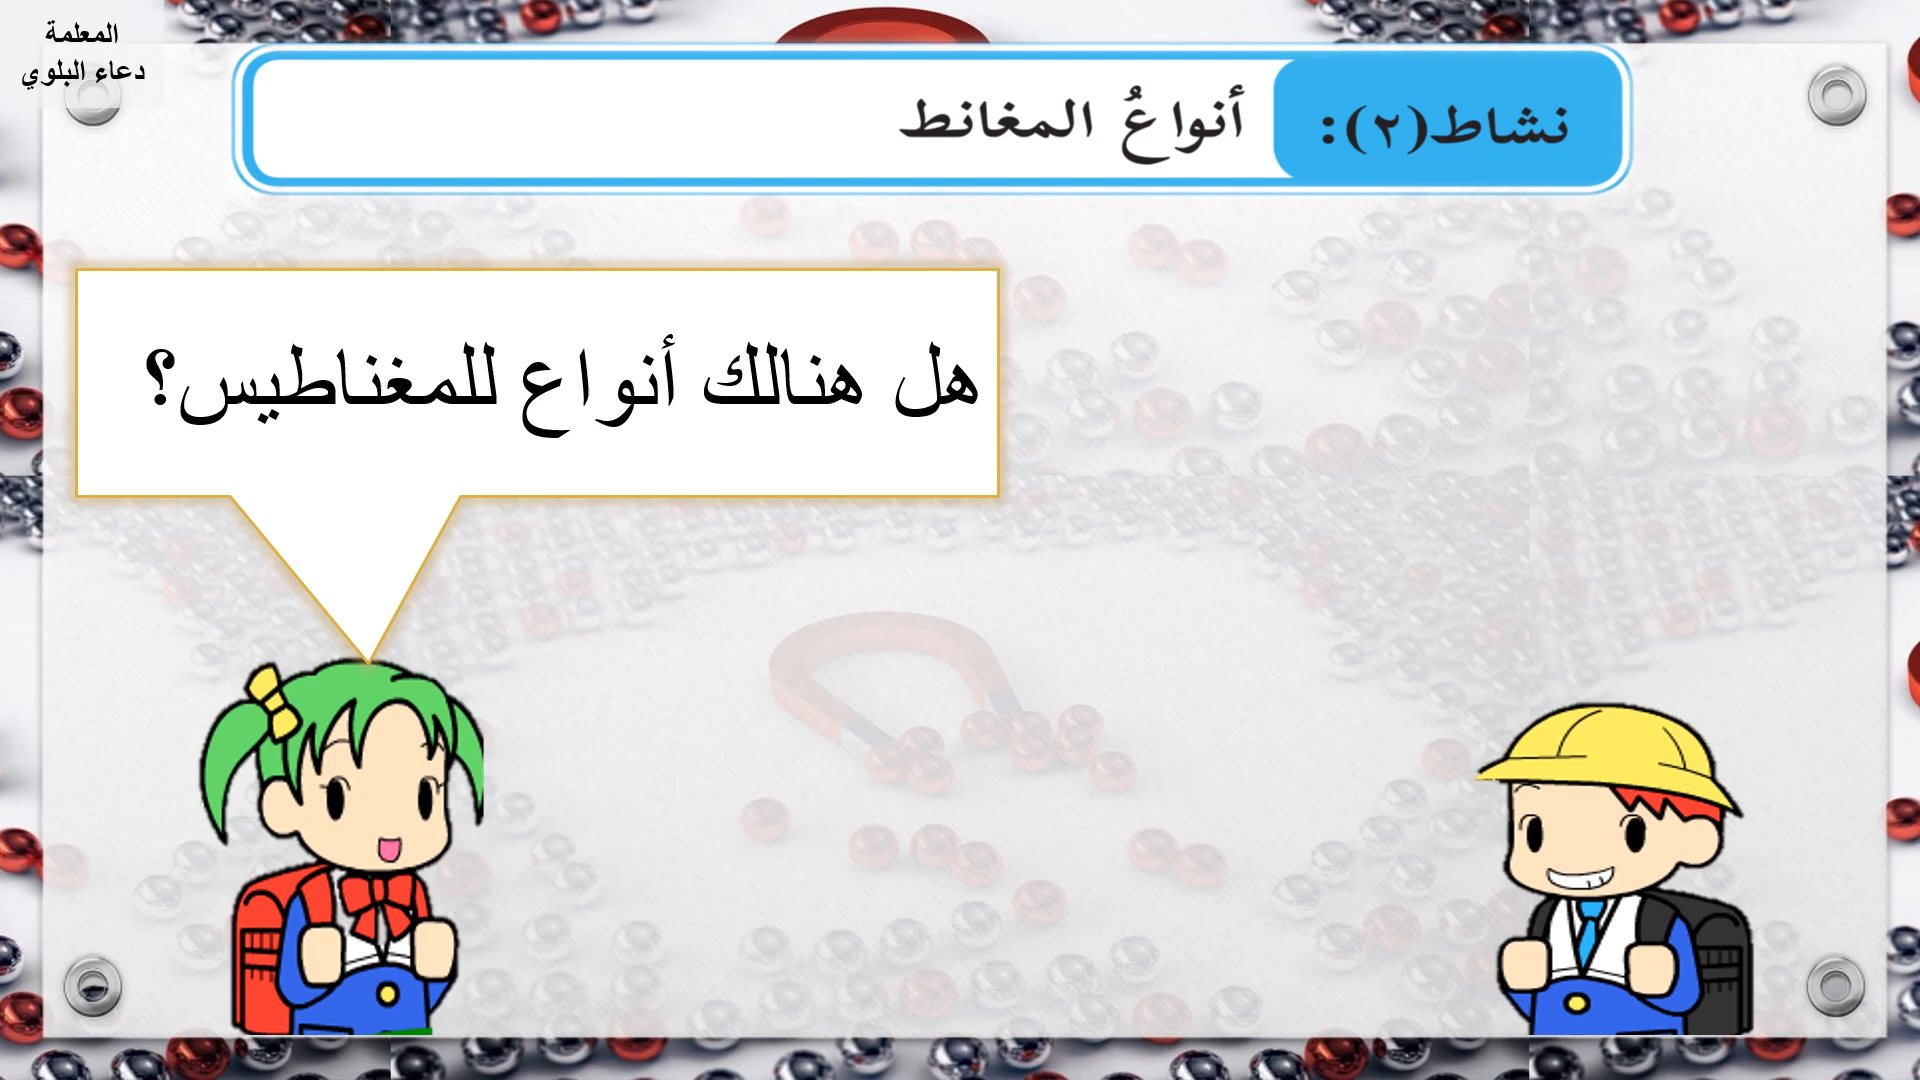 المعلمة
دعاء البلوي
نشاط(٢): أنواعُ المغانط
هل هنالك أنواع للمغناطيس؟